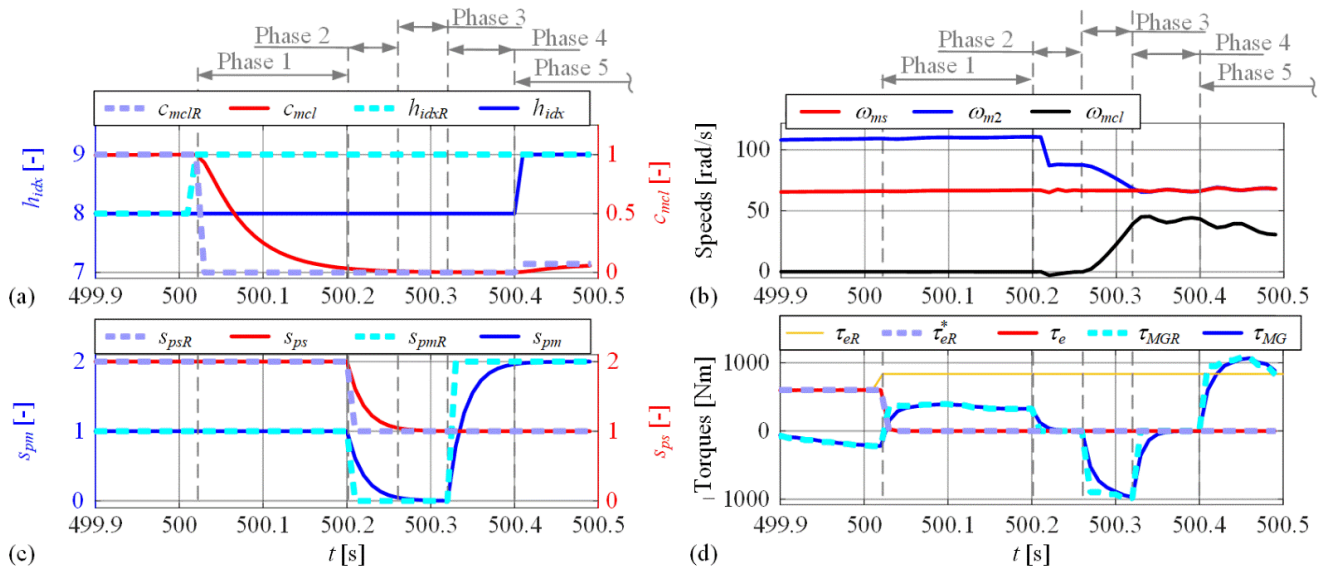 Phase 3
Phase 2
Phase 4
Phase 1
Phase 5
c_mclR c_mcl h_idxR h_idx
h_idx [-]
9
8
7
c_mcl [-]
1
0.5
0
(a)
499.9 500 500.1 500.2 500.3 500.4 500.5
Phase 3
Phase 2
Phase 4
Phase 1
Phase 5
ω_ms ω_m2 ω_mcl
Speeds [rad/s]
100
50
0
(b)
499.9 500 500.1 500.2 500.3 500.4 500.5
s_psR s_ps s_pmR s_pm
s_pm [-]
2
1
0
s_ps [-]
2
1
0
(c)
499.9 500 500.1 500.2 500.3 500.4 500.5
t [s]
τ_eR τ*_eR τ_e τ_MGR τ_MG
Torques [Nm]
1000
0
–1000
(d)
499.9 500 500.1 500.2 500.3 500.4 500.5
t [s]